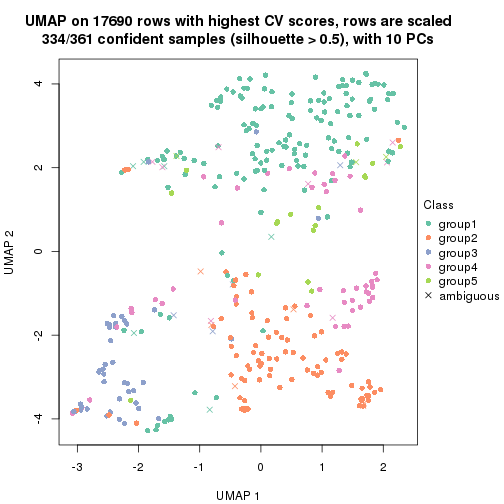 UMAP on 17690 rows with highest CV scores, rows are scaled
334/361 confident samples (silhouette > 0.5), with 10 PCs
4
2
0
-2
-4
UMAP 2
-3
-2
-1
0
1
2
UMAP 1
Class
group1
group2
group3
group4
group5
ambiguous